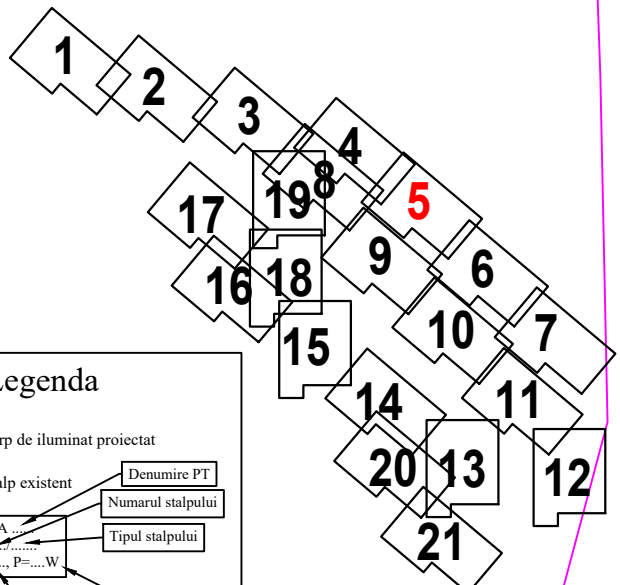 1
2
3
4
8
5
19
17
9
6
16
18
10
7
15
11
14
20
13
12
21
Legenda
rp de iluminat proiectat
alp existent
Denumire PT
Numarul stalpului
A ......
Tipul stalpului
../........
.., P=....W